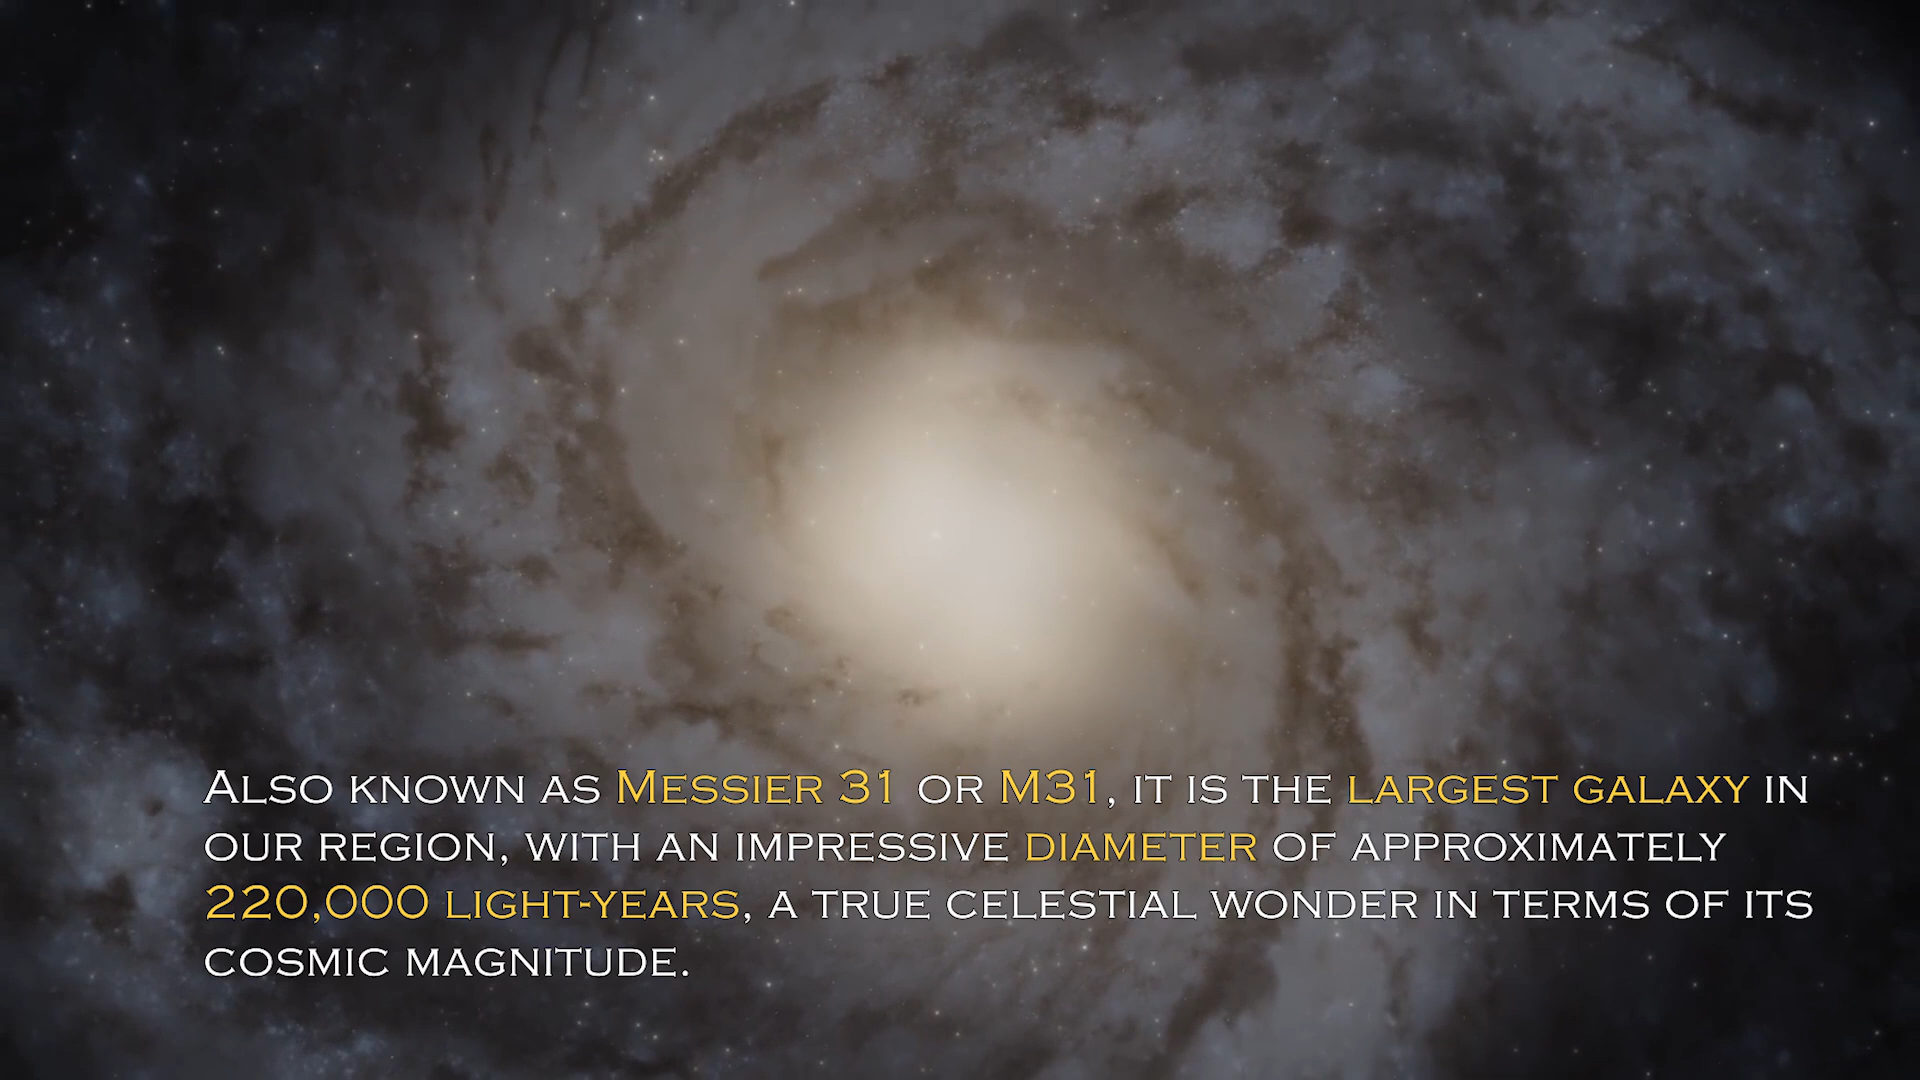 Also known as Messier 31 or M31, it is the largest galaxy in
our region, with an impressive diameter of approximately
220,000 light-years, a true celestial wonder in terms of its
cosmic magnitude.